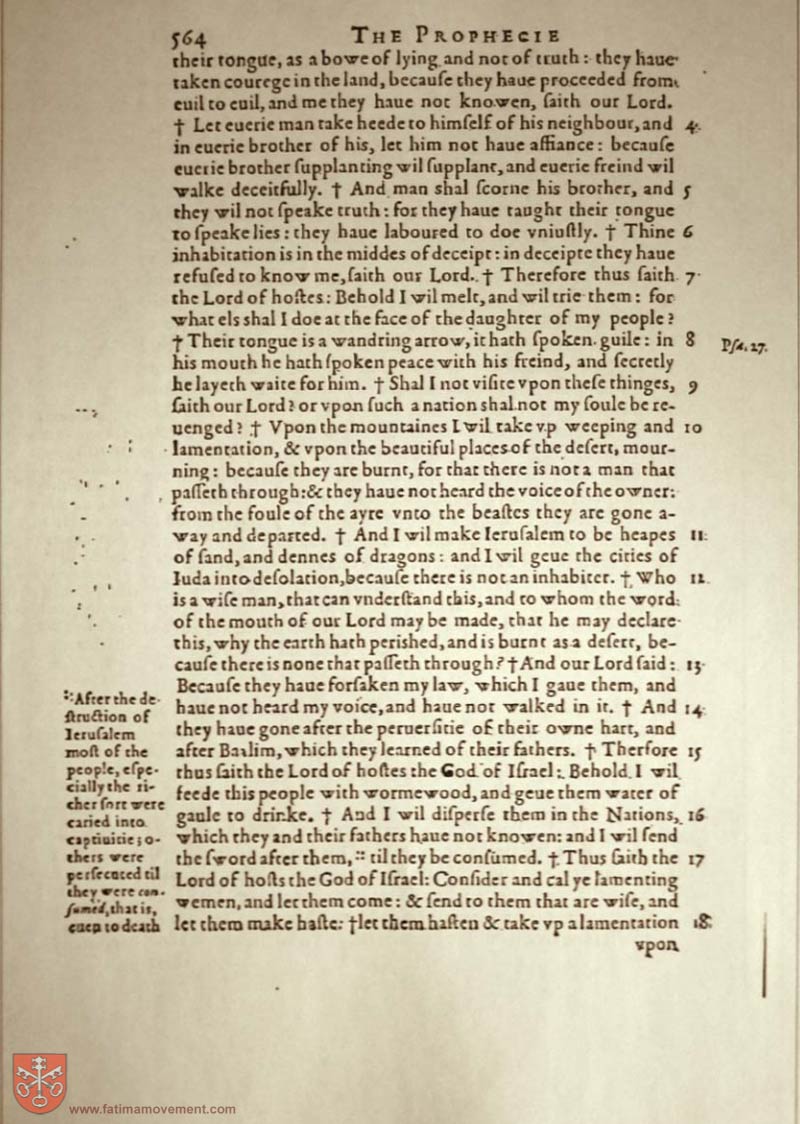 564 THE PROPHECIE
their tongue, as a bowe of lying and not of truth: they haue
taken courege in the land, becauſe they haue proceeded from
euil to euil, and me they haue not knowen, ſaith our Lord.
† Let euerie man take heede to himſelf of his neighbour, and 4
in euerie brother of his, let him not haue affiance: becauſe
euerie brother ſupplanting wil ſupplant, and euerie freind wil
walke deceitfully. † And man shal ſcorne his brother, and 5
they wil not ſpeake truth: for they haue taught their tongue
to ſpeake lies: they haue laboured to doe vniuſtly. † Thine 6
inhabitation is in the middes of deceipt: in deceipte they haue
refuſed to know me, ſaith our Lord. † Therefore thus ſaith 7
the Lord of hoſtes: Behold I wil melt, and wil trie them: for
what els shal I doe at the face of the daughter of my people?
† Their tongue is a wandring arrow, it hath ſpoken guile: in 8 Pſa. 27.
his mouth he hath ſpoken peace with his freind, and ſecretly
he layeth waite for him. † Shal I not viſite vpon theſe thinges, 9
ſaith our Lord? or vpon ſuch a nation shal not my ſoule be re-
uenged? † Vpon the mountaines I wil take vp weeping and 10
lamentation, & vpon the beautiful places of the deſert, mour-
ning: becauſe they are burnt, for that there is not a man that
paſſeth through: & they haue not heard the voice of the owner:
from the foule of the ayre vnto the beaſtes they are gone a-
way and departed. † And I wil make Ieruſalem to be heapes 11
of ſand, and dennes of dragons: and I wil geue the cities of
Iuda into deſolation, becauſe there is not an inhabiter. † Who 12
is a wiſe man, that can vnderſtand this, and to whom the word
of the mouth of our Lord may be made, that he may declare
this, why the earth hath perished, and is burnt as a deſert, be-
cauſe there is none that paſſeth through? † And our Lord ſaid: 13
Becauſe they haue forſaken my law, which I gaue them, and
haue not heard my voice, and haue not walked in it. † And 14
they haue gone after the peruerſitie of their owne hart, and
after Baalim, which they learned of their fathers. † Therfore 15
thus ſaith the Lord of hoſtes the God of Iſrael: Behold I wil
feede this people with wormewood, and geue them water of
gaule to drinke. † And I wil diſperſe them in the Nations, 16
which they and their fathers haue not knowen: and I wil ſend
the ſword after them, :: til they be conſumed. † Thus ſaith the 17
Lord of hoſts the God of Iſrael: Conſider and cal ye lamenting
wemen, and let them come: & ſend to them that are wiſe, and
let them make haſte: † let them haſten & take vp a lamentation 18
vpon
:: After the de-
ſtruction of
Ieruſalem
moſt of the
people, eſpe-
cially the ri-
cher ſort were
caried into
captiuitie; o-
thers were
perſecuted til
they were con-
ſumed, that is,
euen to death
www.fatimamovement.com